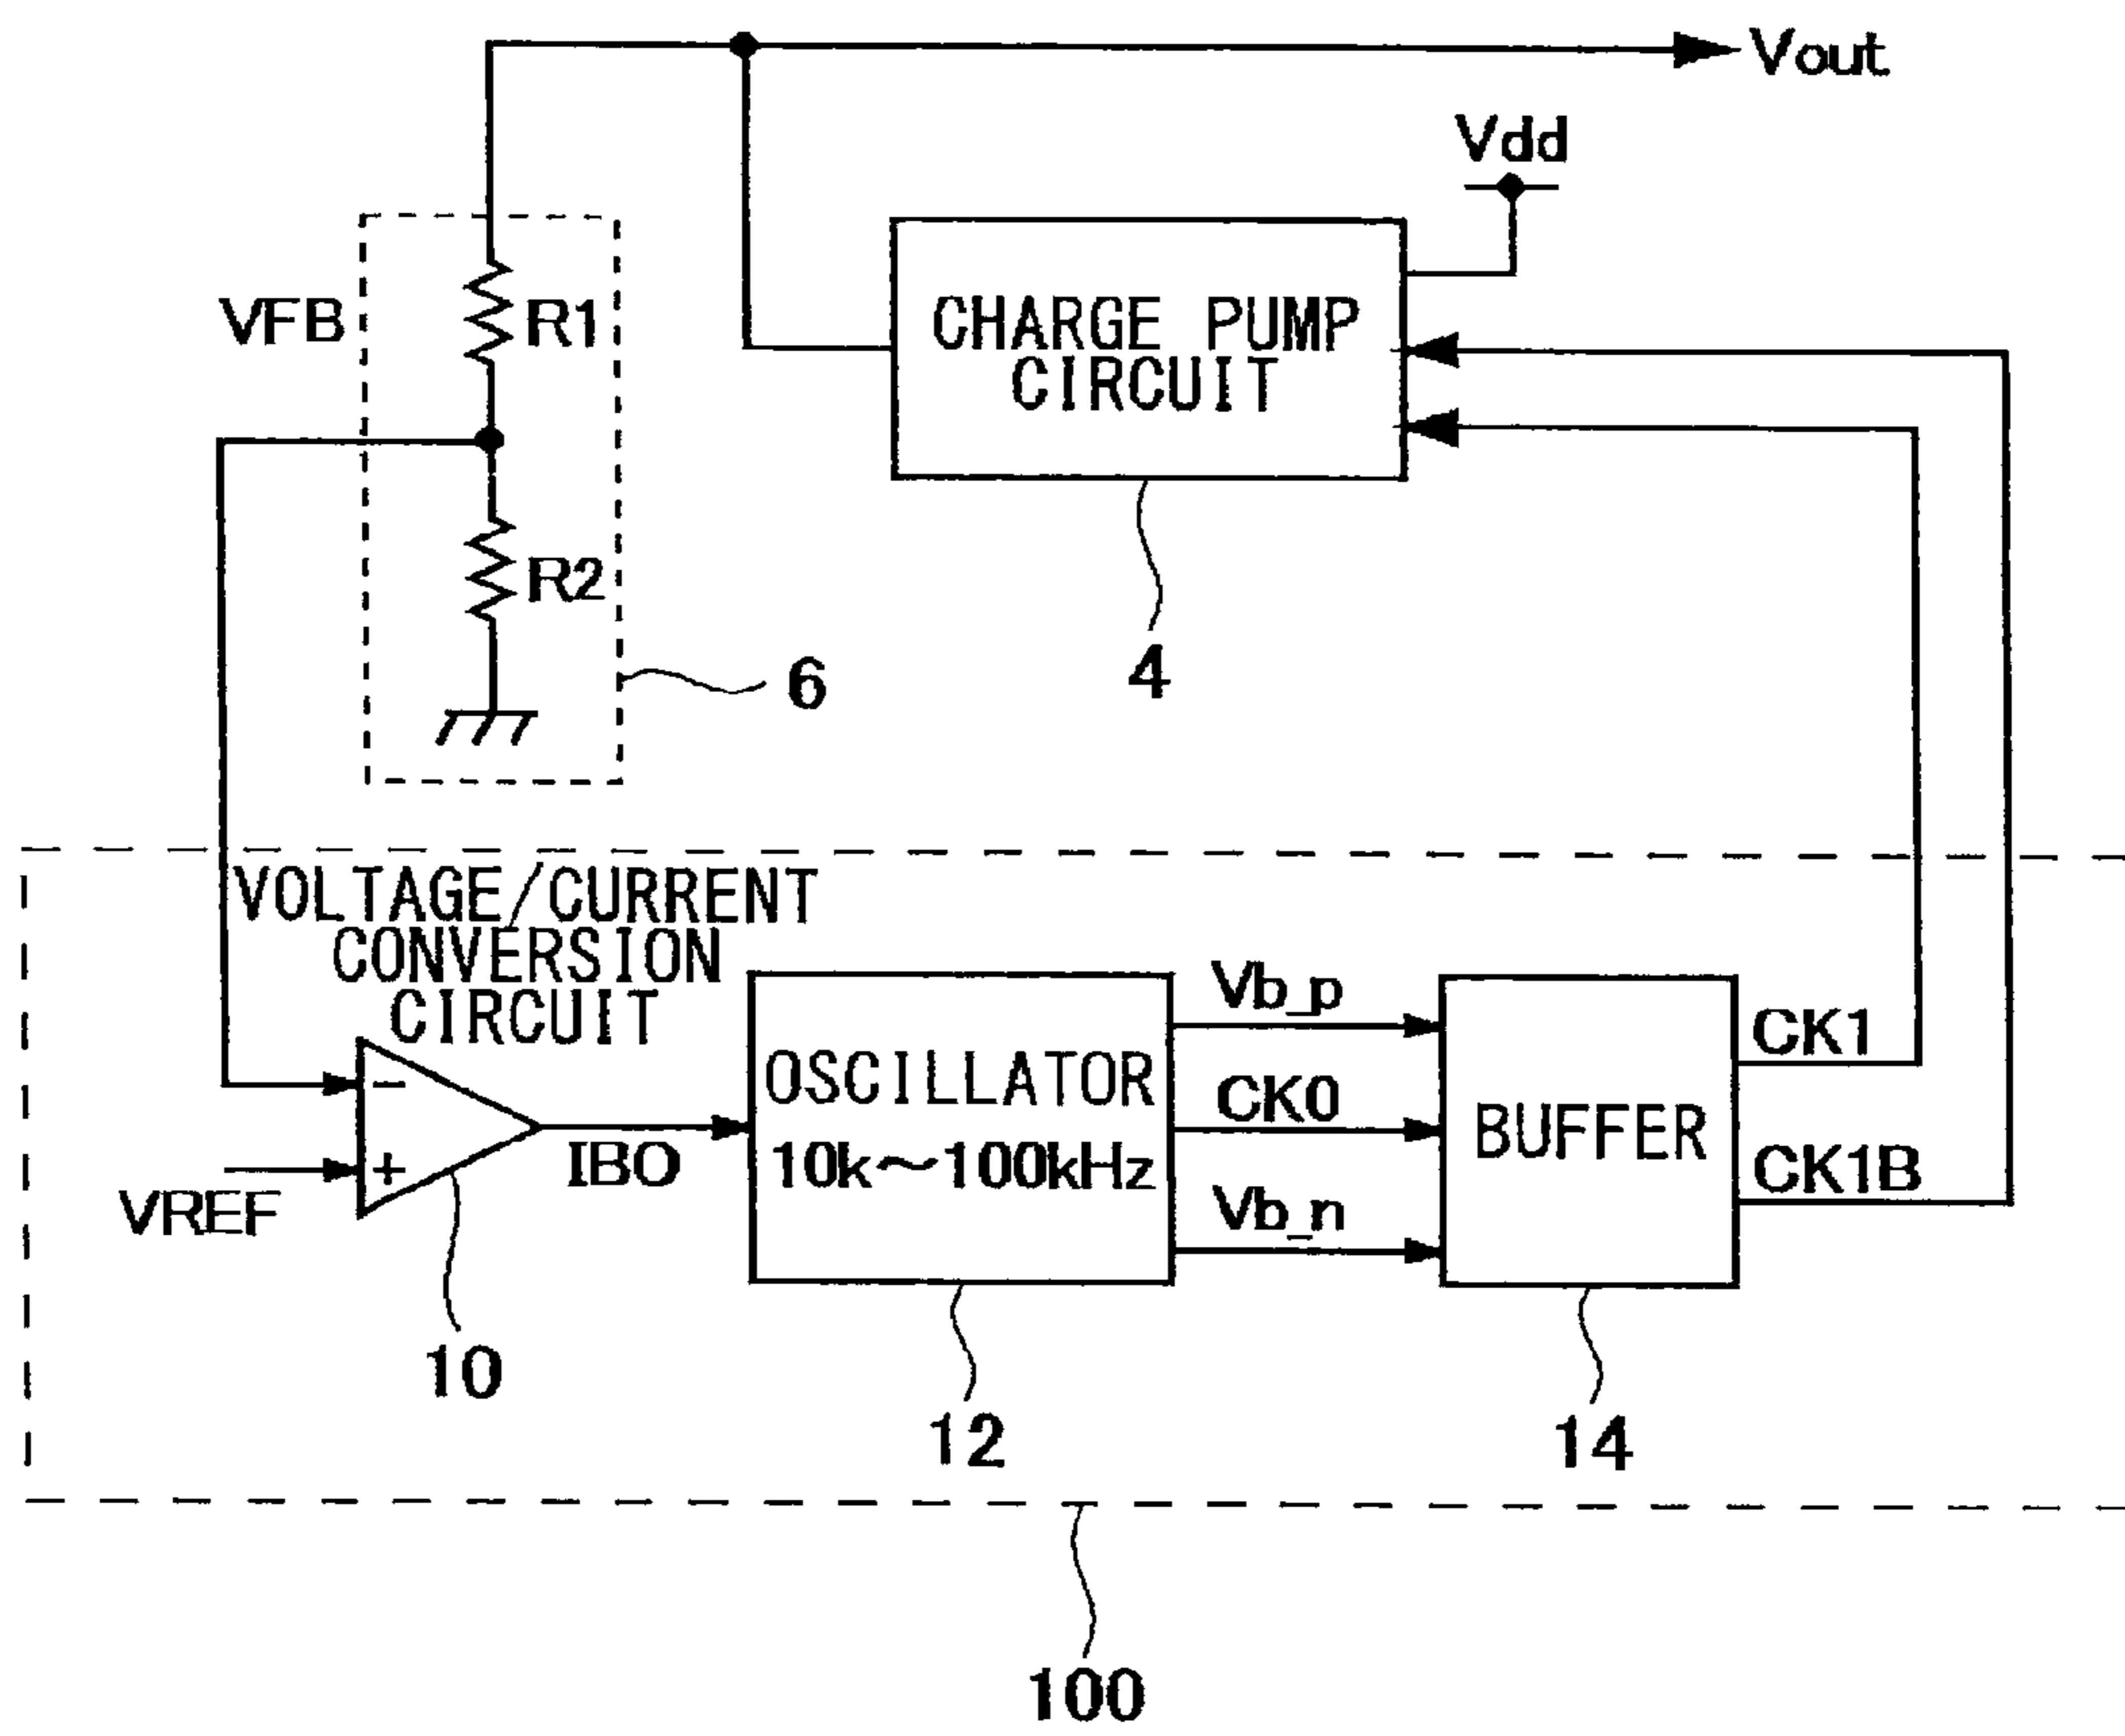 Vout
Vdd
VFB
R1
CHARGE PUMP
CIRCUIT
R2
4
6
VOLTAGE/CURRENT
CONVERSION
CIRCUIT
Vb_p
CK1
OSCILLATOR
CK0
BUFFER
10k~100kHz
IBO
CK1B
VREF
Vb_n
10
12
14
100